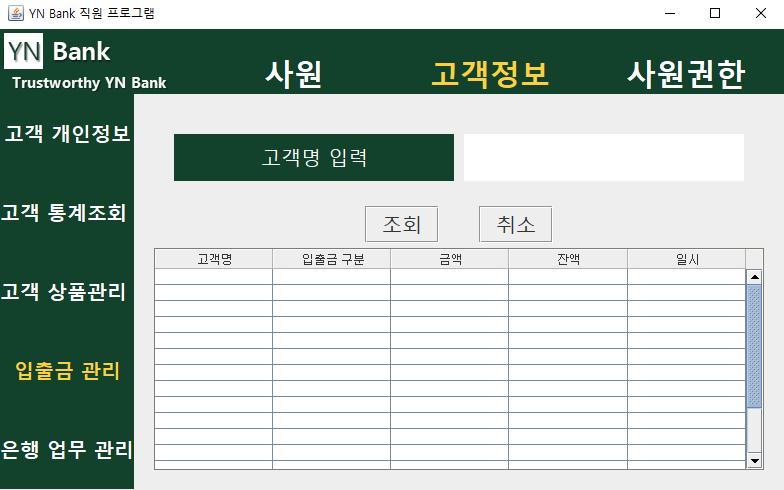 YN Bank 직원 프로그램
YN Bank
Trustworthy YN Bank
사원 고객정보 사원권한
고객 개인정보
고객 통계조회
고객 상품관리
입출금 관리
은행 업무 관리
고객명 입력
조회 취소
고객명 입출금 구분 금액 잔액 일시